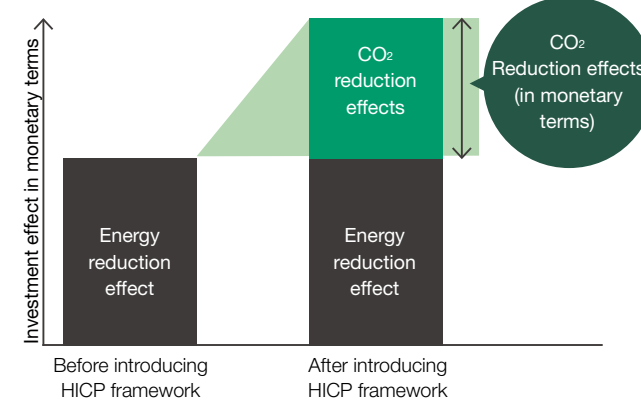 Investment effect in monetary terms
CO₂
reduction
effects
CO₂
Reduction effects
(in monetary
terms)
Energy
reduction
effect
Energy
reduction
effect
Before introducing
HICP framework
After introducing
HICP framework